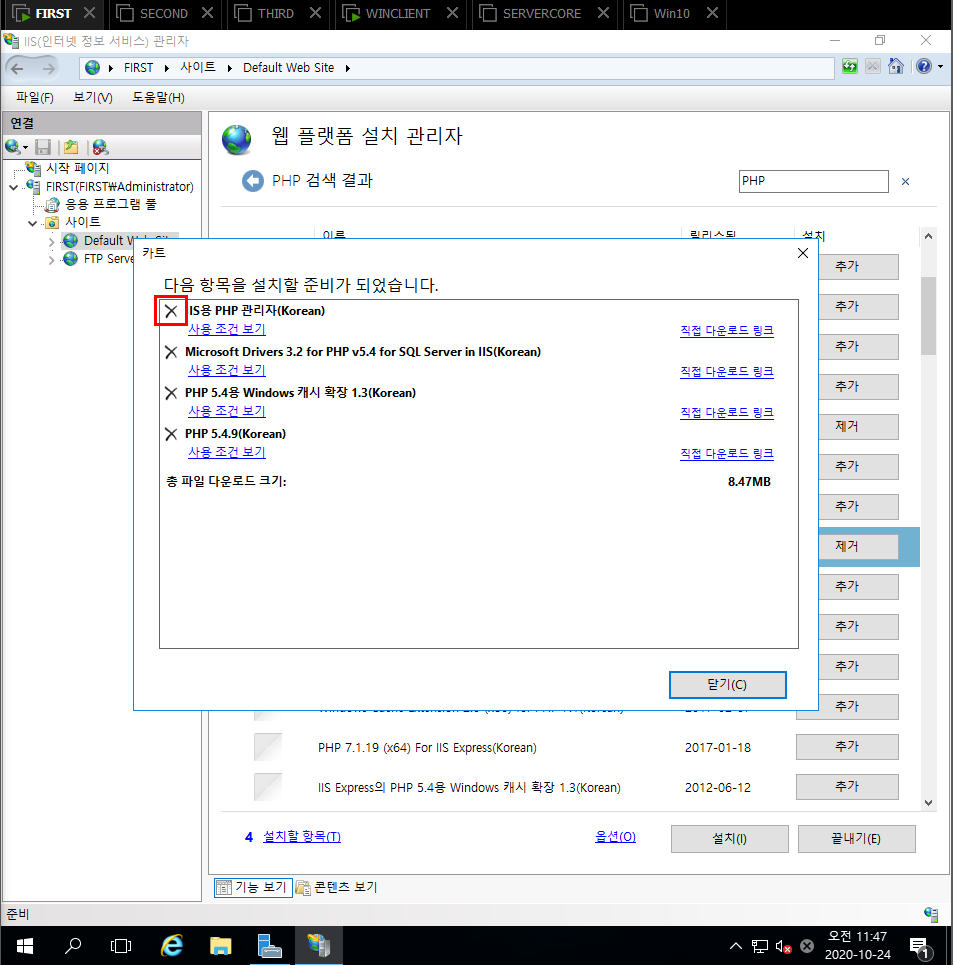 FIRST
SECOND
THIRD
WINCLIENT
SERVERCORE
Win10
IIS(인터넷 정보 서비스) 관리자
FIRST
사이트
Default Web Site
파일(F)
보기(V)
도움말(H)
연결
시작 페이지
FIRST(FIRST₩Administrator)
응용 프로그램 풀
사이트
Default
FTP
웹 플랫폼 설치 관리자
PHP 검색 결과
PHP
이름
릴리스됨
설치
추가
추가
추가
추가
제거
추가
추가
제거
추가
추가
추가
카트
다음 항목을 설치할 준비가 되었습니다.
IS용 PHP 관리자(Korean)
사용 조건 보기
직접 다운로드 링크
Microsoft Drivers 3.2 for PHP v5.4 for SQL Server in IIS(Korean)
사용 조건 보기
직접 다운로드 링크
PHP 5.4용 Windows 캐시 확장 1.3(Korean)
사용 조건 보기
직접 다운로드 링크
PHP 5.4.9(Korean)
사용 조건 보기
직접 다운로드 링크
총 파일 다운로드 크기:
8.47MB
닫기(C)
추가
PHP 7.1.19 (x64) For IIS Express(Korean)
2017-01-18
추가
IIS Express의 PHP 5.4용 Windows 캐시 확장 1.3(Korean)
2012-06-12
추가
4 설치할 항목(T)
옵션(O)
설치(I)
끝내기(E)
기능 보기
콘텐츠 보기
준비
오전 11:47
2020-10-24
1